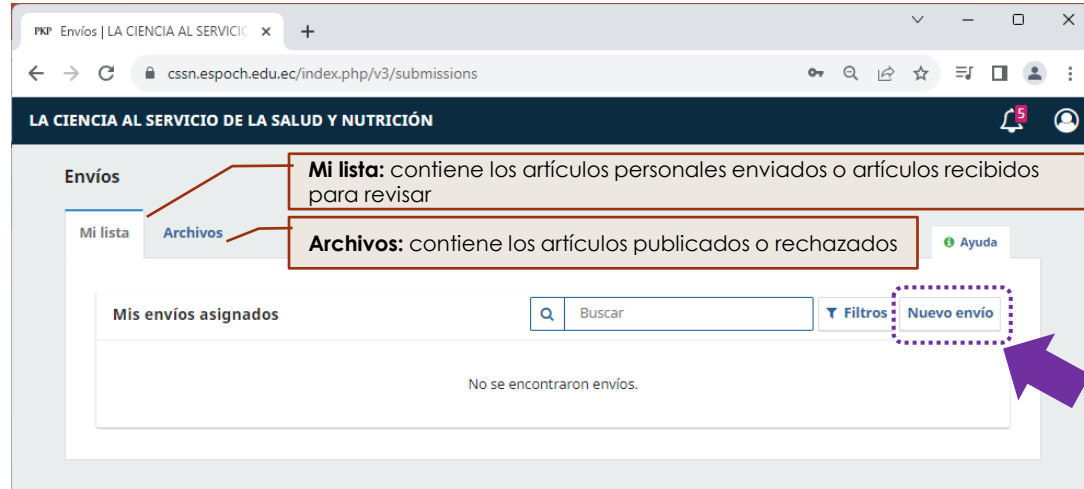 PKP Envíos | LA CIENCIA AL SERVICIO
cssn.espoch.edu.ec/index.php/v3/submissions
LA CIENCIA AL SERVICIO DE LA SALUD Y NUTRICIÓN
5
Envíos
Mi lista: contiene los artículos personales enviados o artículos recibidos
para revisar
Mi lista
Archivos
Archivos: contiene los artículos publicados o rechazados
Ayuda
Mis envíos asignados
Buscar
Filtros
Nuevo envío
No se encontraron envíos.